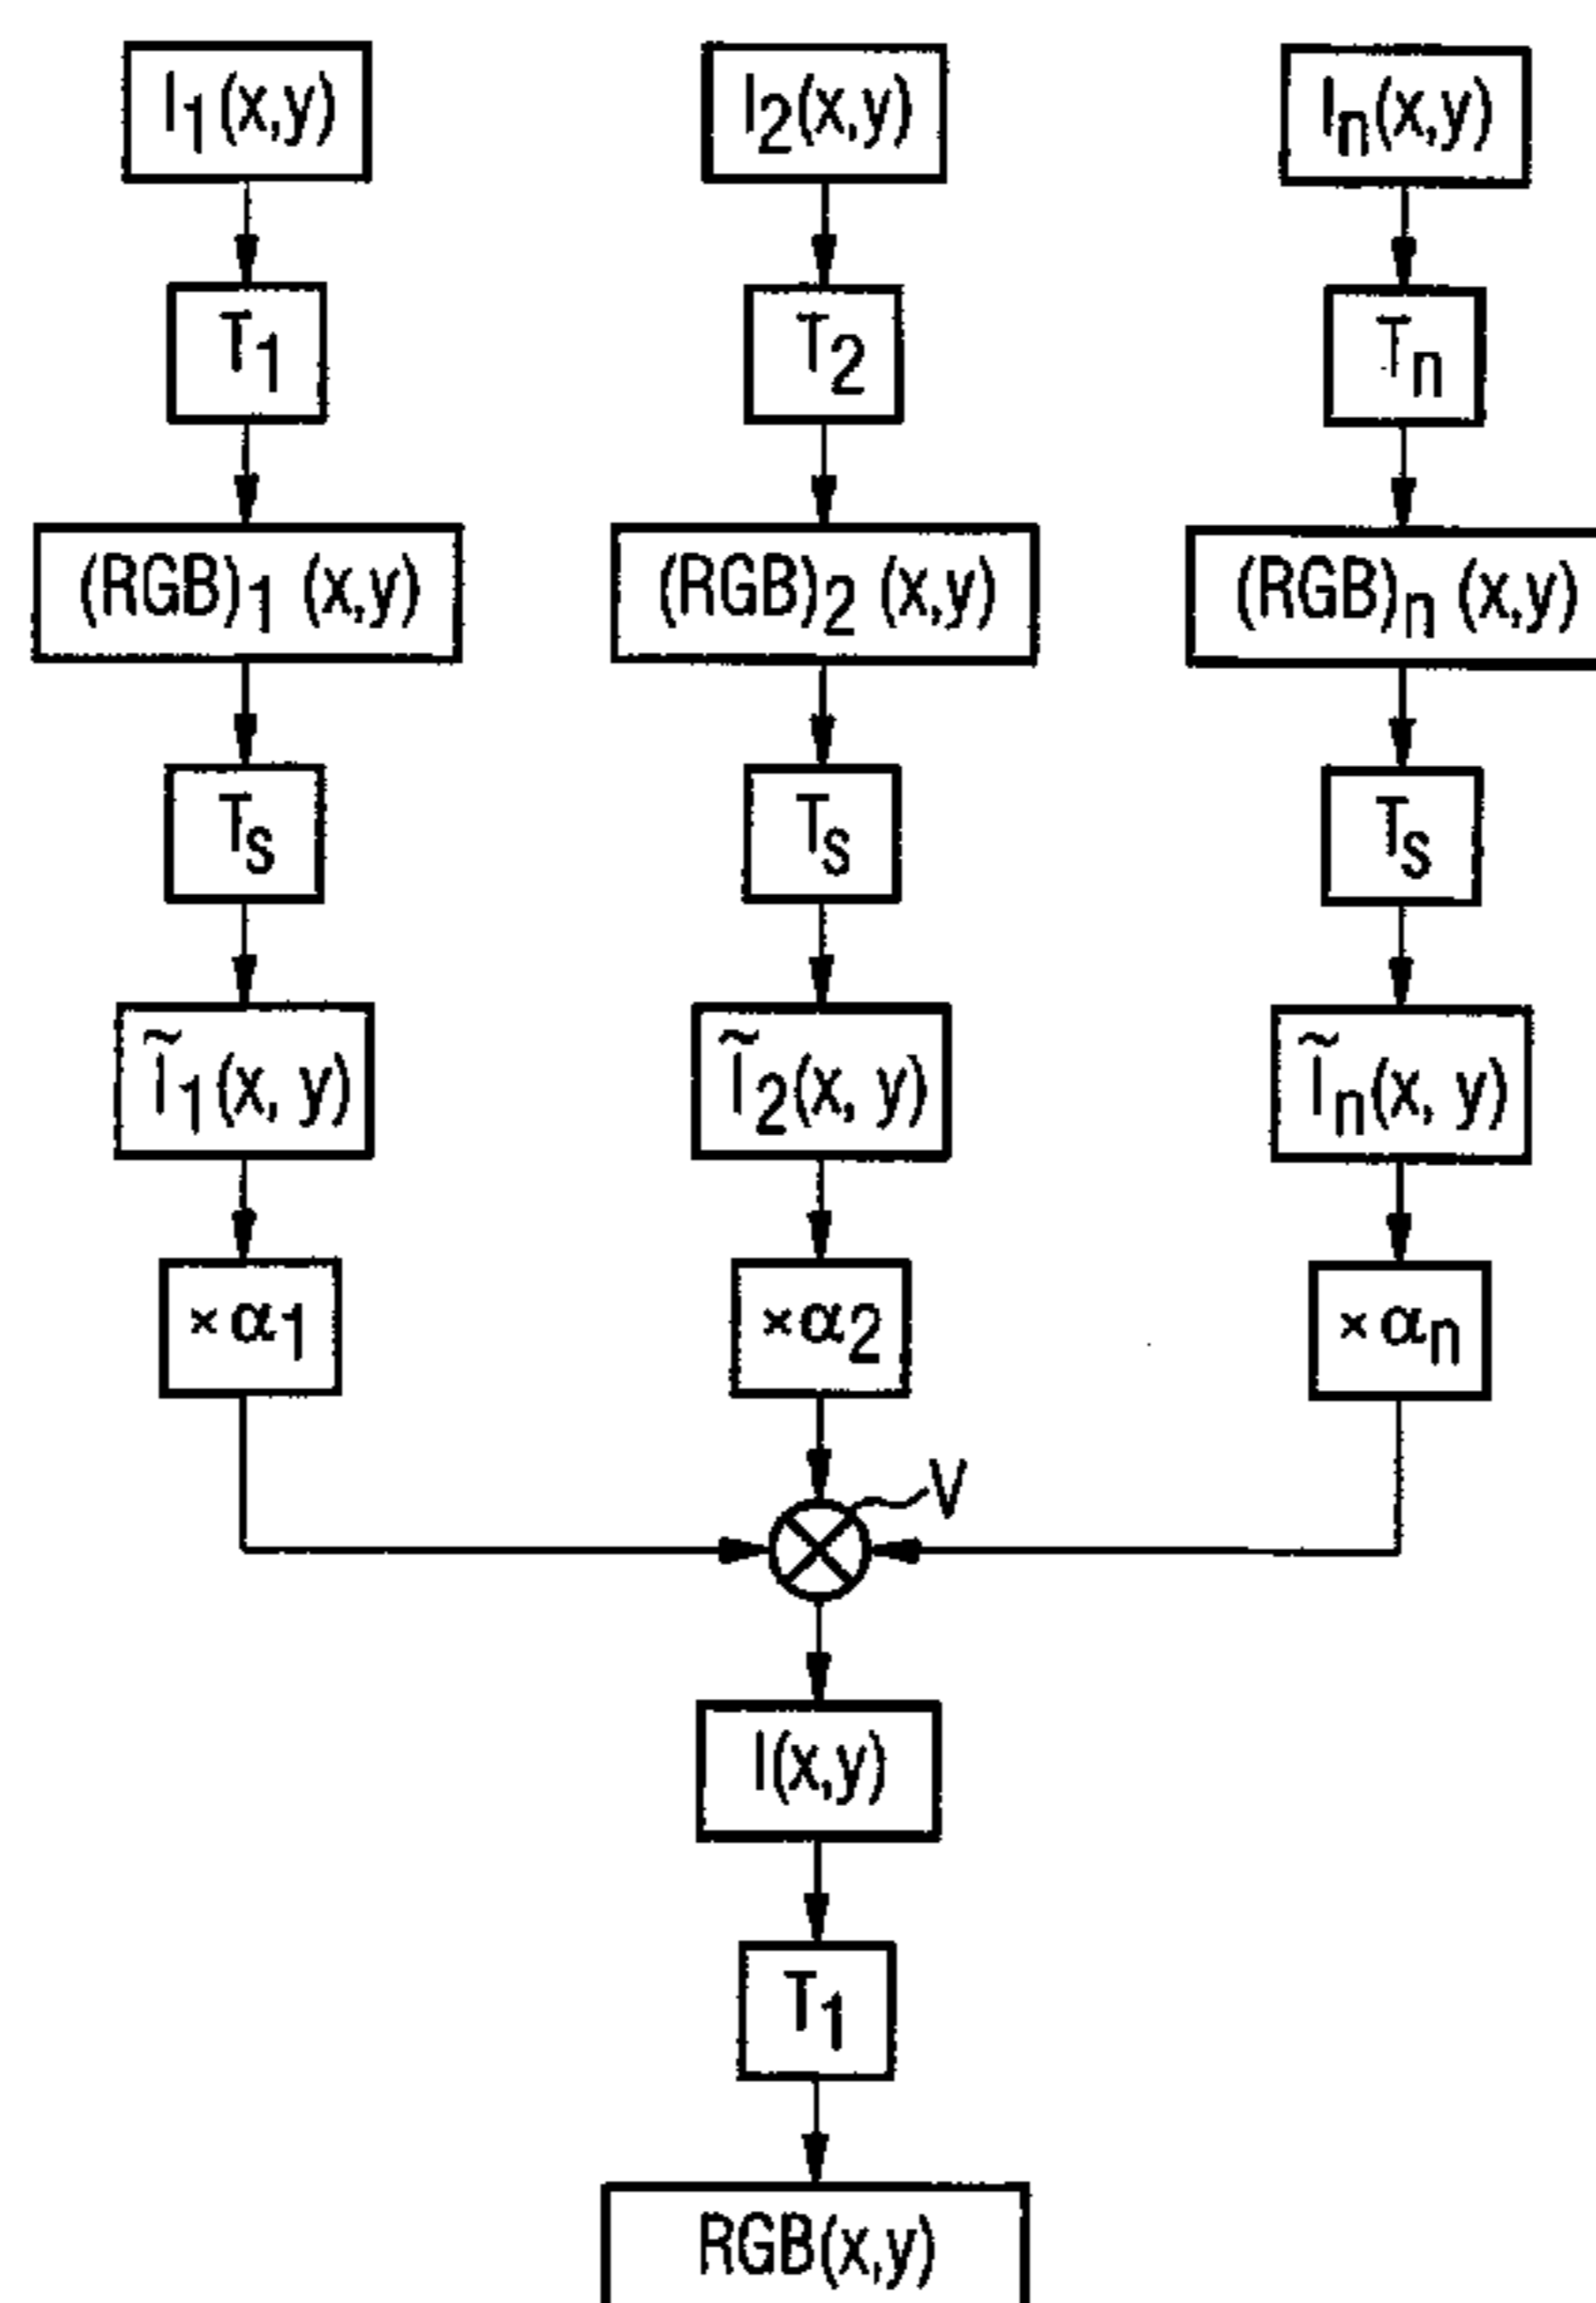 I₁(x,y)
I₂(x,y)
Iₙ(x,y)
T₁
T₂
Tₙ
(RGB)₁ (x,y)
(RGB)₂ (x,y)
(RGB)ₙ (x,y)
Tₛ
Tₛ
Tₛ
Ĩ₁(x, y)
Ĩ₂(x, y)
Ĩₙ(x, y)
×α₁
×α₂
×αₙ
V
I(x,y)
T₁
RGB(x,y)